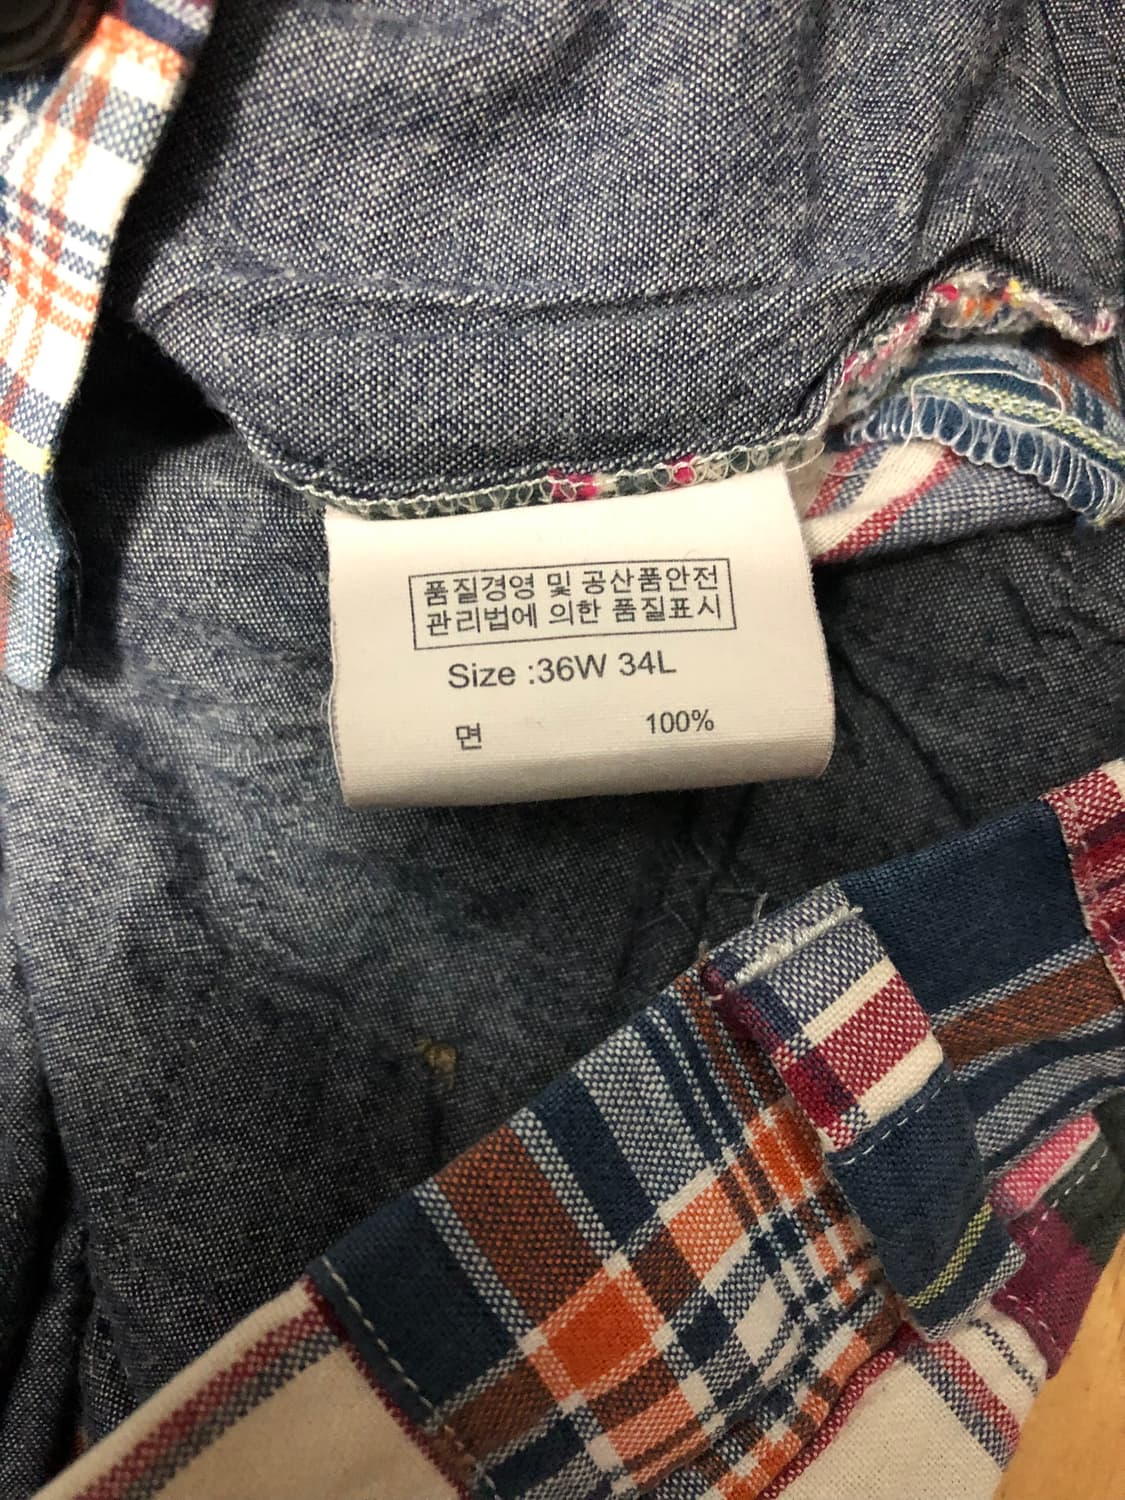 품질경영 및 공산품안전
관리법에 의한 품질표시
Size :36W 34L
면 100%